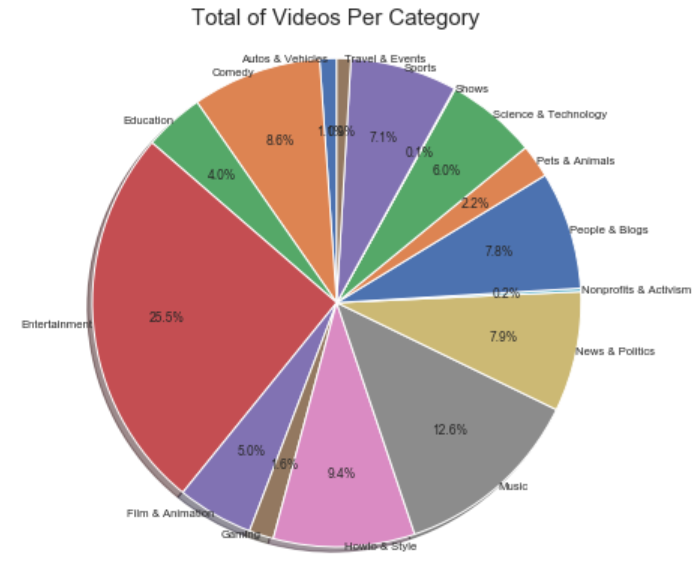 Total of Videos Per Category
Autos & Vehicles
Travel & Events
Comedy
Sports
Shows
Science & Technology
Education
Pets & Animals
People & Blogs
Nonprofits & Activism
Entertainment
News & Politics
Music
Film & Animation
Gaming
Howto & Style
8.6%
7.1%
0.1%
6.0%
4.0%
2.2%
7.8%
0.2%
25.5%
7.9%
12.6%
5.0%
1.6%
9.4%